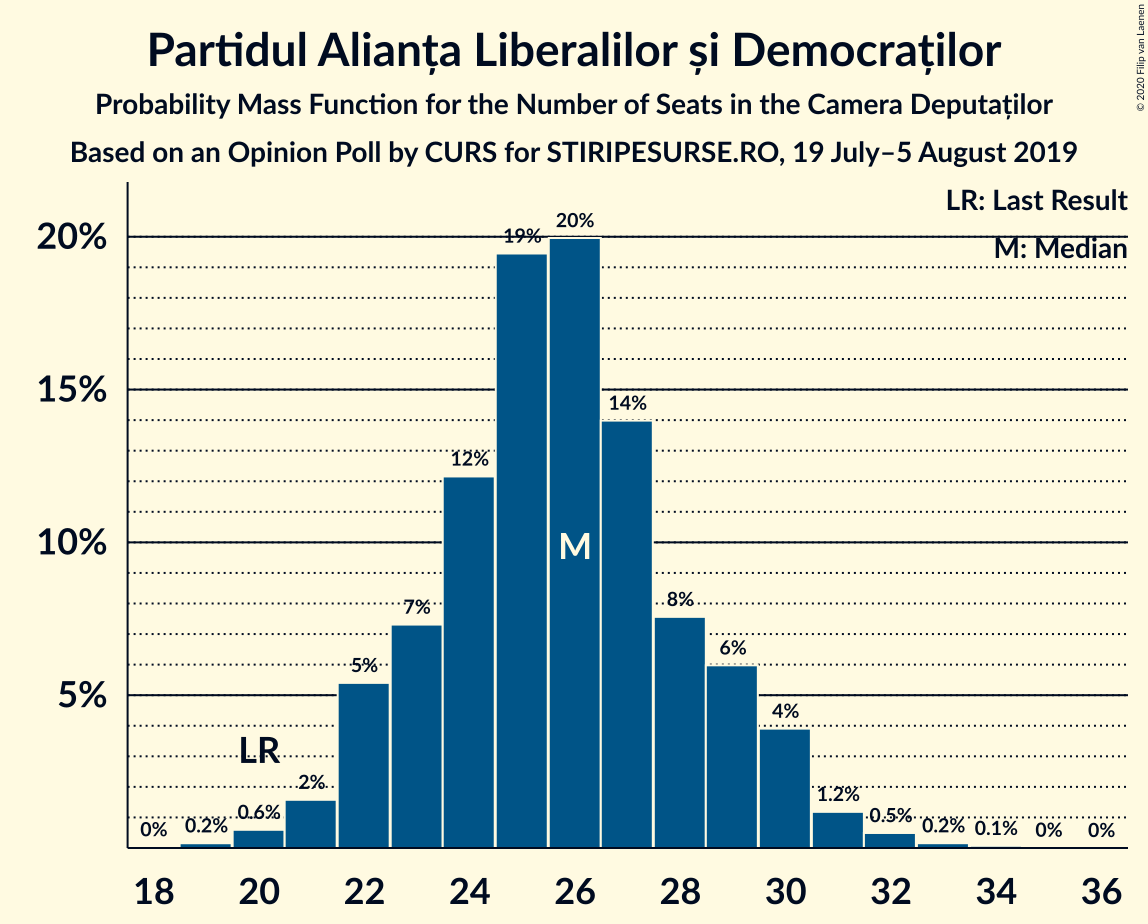 Partidul Alianța Liberalilor și Democraților
Probability Mass Function for the Number of Seats in the Camera Deputaților
Based on an Opinion Poll by CURS for STIRIPESURSE.RO, 19 July–5 August 2019
© 2020 Filip van Laenen
LR: Last Result
M: Median
20%
15%
10%
5%
0%
0.2%
0.6%
2%
5%
7%
12%
19%
20%
14%
8%
6%
4%
1.2%
0.5%
0.2%
0.1%
0%
0%
LR
M
18 20 22 24 26 28 30 32 34 36